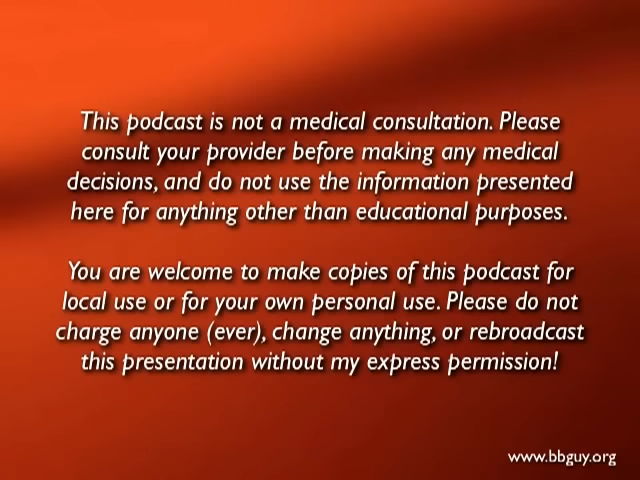 This podcast is not a medical consultation. Please
consult your provider before making any medical
decisions, and do not use the information presented
here for anything other than educational purposes.
You are welcome to make copies of this podcast for
local use or for your own personal use. Please do not
charge anyone (ever), change anything, or rebroadcast
this presentation without my express permission!
www.bbguy.org